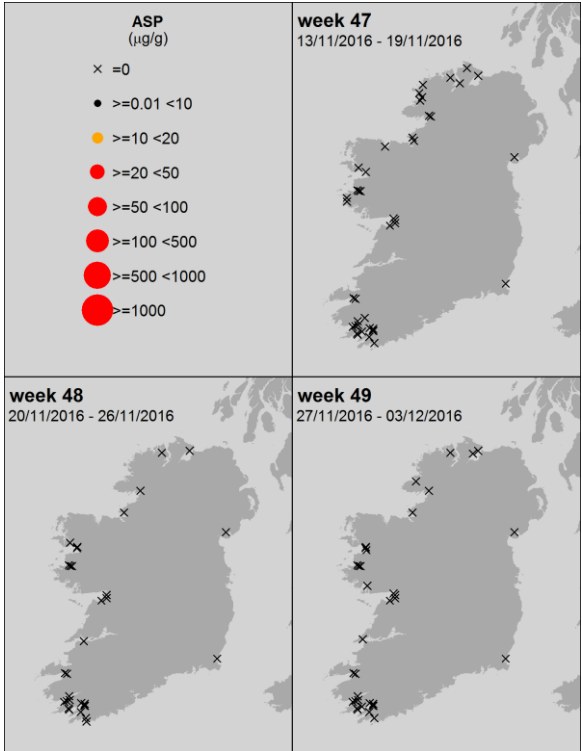 ASP
(µg/g)
=0
>=0.01 <10
>=10 <20
>=20 <50
>=50 <100
>=100 <500
>=500 <1000
>=1000
week 47
13/11/2016 - 19/11/2016
week 48
20/11/2016 - 26/11/2016
week 49
27/11/2016 - 03/12/2016